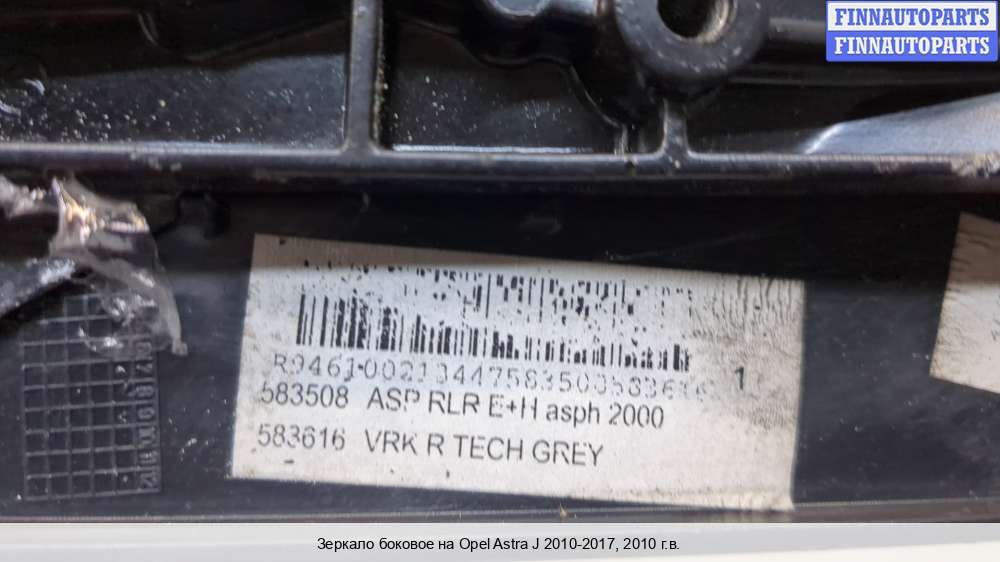 FINNAUTOPARTS
FINNAUTOPARTS
1
583508 ASP RLR E+H asph 2000
583616 VRK R TECH GREY
Зеркало боковое на Opel Astra J 2010-2017, 2010 г.в.